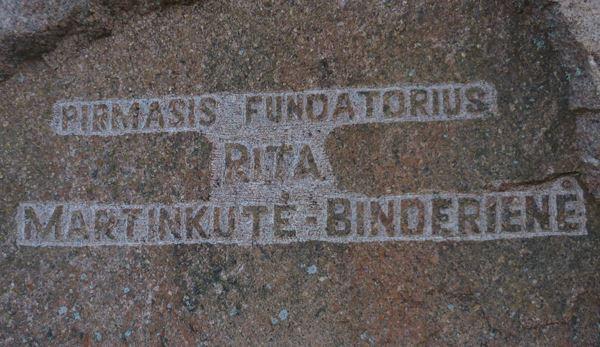 PIRMASIS FUNDATORIUS
RITA
MARTINKUTĖ - BINDERIENĖ